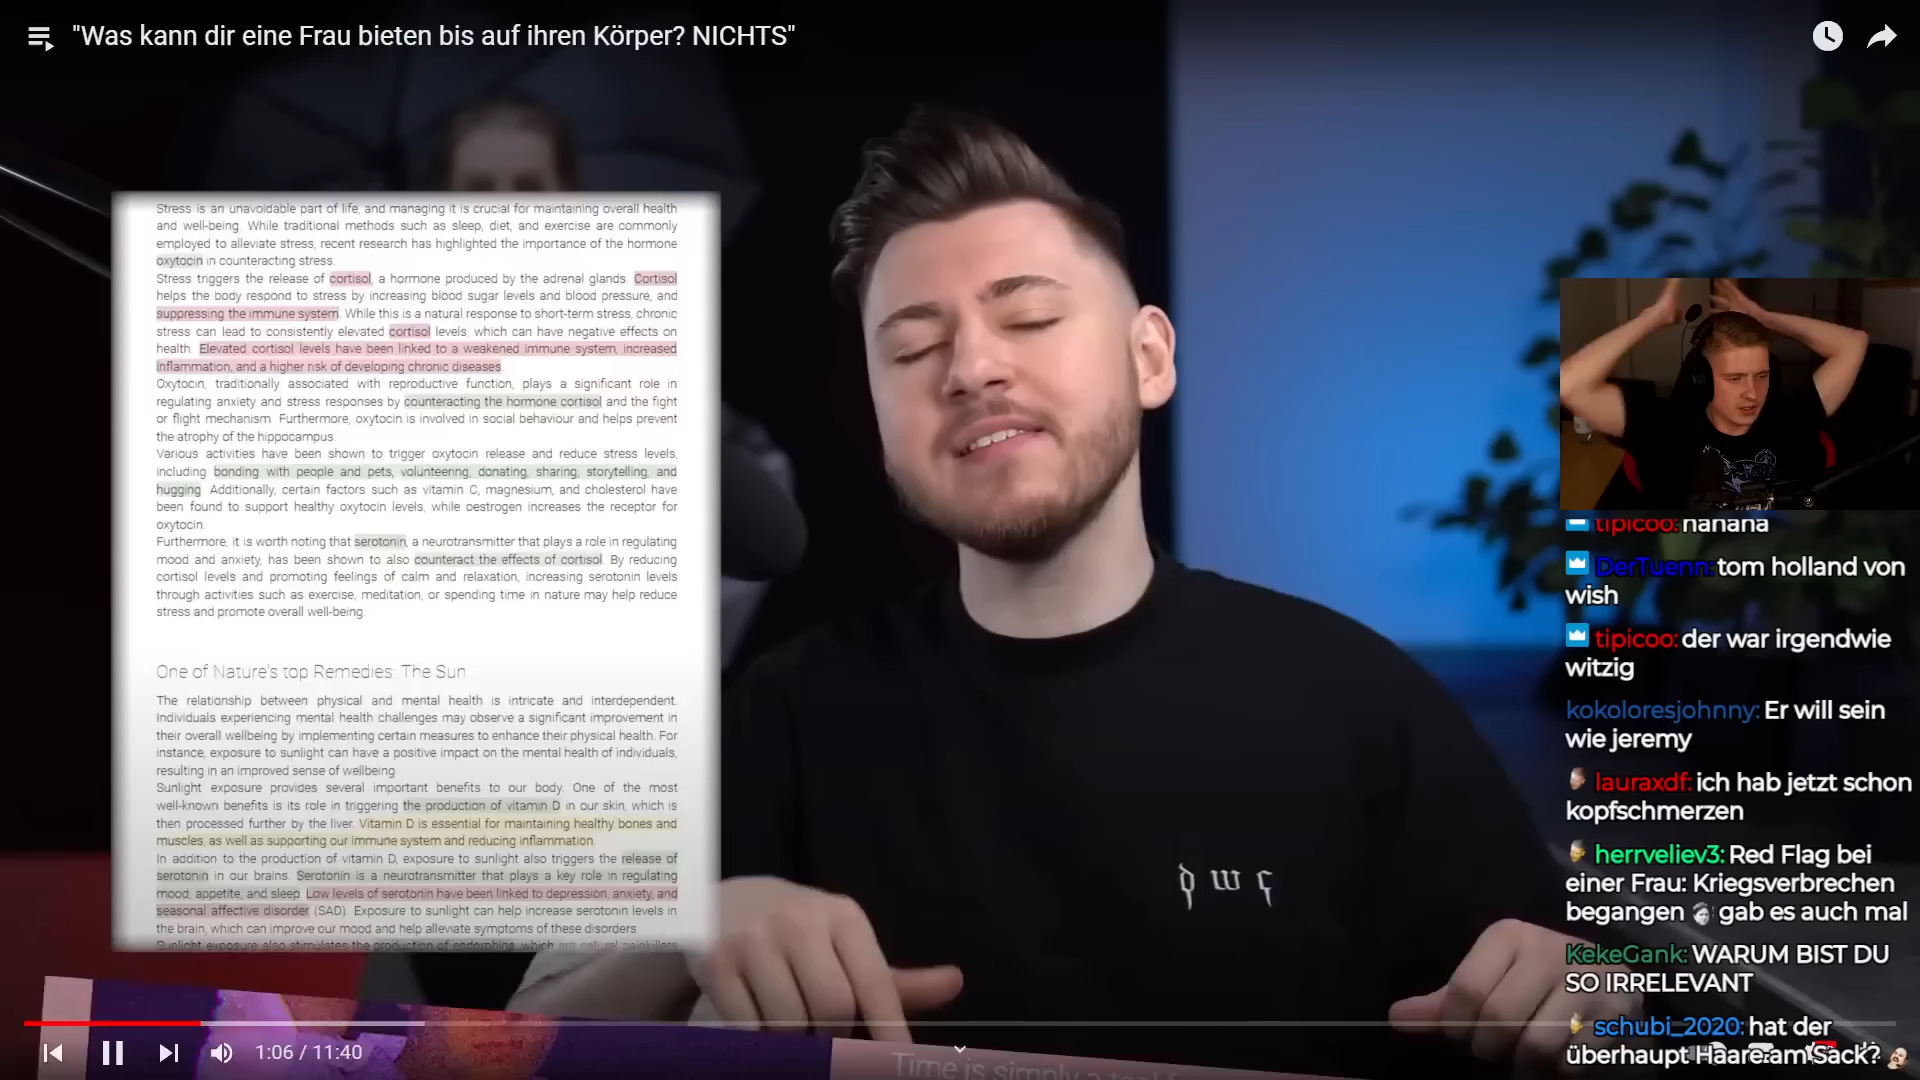 "Was kann dir eine Frau bieten bis auf ihren Körper? NICHTS"
Stress is an unavoidable part of life, and managing it is crucial for maintaining overall health
and well-being. While traditional methods such as sleep, diet, and exercise are commonly
employed to alleviate stress, recent research has highlighted the importance of the hormone
oxytocin in counteracting stress.
Stress triggers the release of cortisol, a hormone produced by the adrenal glands. Cortisol
helps the body respond to stress by increasing blood sugar levels and blood pressure, and
suppressing the immune system. While this is a natural response to short-term stress, chronic
stress can lead to consistently elevated cortisol levels, which can have negative effects on
health. Elevated cortisol levels have been linked to a weakened immune system, increased
inflammation, and a higher risk of developing chronic diseases.
Oxytocin, traditionally associated with reproductive function, plays a significant role in
regulating anxiety and stress responses by counteracting the hormone cortisol and the fight
or flight mechanism. Furthermore, oxytocin is involved in social behaviour and helps prevent
the atrophy of the hippocampus.
Various activities have been shown to trigger oxytocin release and reduce stress levels,
including bonding with people and pets, volunteering, donating, sharing, storytelling, and
hugging. Additionally, certain factors such as vitamin C, magnesium, and cholesterol have
been found to support healthy oxytocin levels, while oestrogen increases the receptor for
oxytocin.
Furthermore, it is worth noting that serotonin, a neurotransmitter that plays a role in regulating
mood and anxiety, has been shown to also counteract the effects of cortisol. By reducing
cortisol levels and promoting feelings of calm and relaxation, increasing serotonin levels
through activities such as exercise, meditation, or spending time in nature may help reduce
stress and promote overall well-being.
One of Nature's top Remedies: The Sun
The relationship between physical and mental health is intricate and interdependent.
Individuals experiencing mental health challenges may observe a significant improvement in
their overall wellbeing by implementing certain measures to enhance their physical health. For
instance, exposure to sunlight can have a positive impact on the mental health of individuals,
resulting in an improved sense of wellbeing.
Sunlight exposure provides several important benefits to our body. One of the most
well-known benefits is its role in triggering the production of vitamin D in our skin, which is
then processed further by the liver. Vitamin D is essential for maintaining healthy bones and
muscles, as well as supporting our immune system and reducing inflammation.
In addition to the production of vitamin D, exposure to sunlight also triggers the release of
serotonin in our brains. Serotonin is a neurotransmitter that plays a key role in regulating
mood, appetite, and sleep. Low levels of serotonin have been linked to depression, anxiety, and
seasonal affective disorder (SAD). Exposure to sunlight can help increase serotonin levels in
the brain, which can improve our mood and help alleviate symptoms of these disorders.
Sunlight exposure also stimulates the production of endorphins, which are natural painkillers
tipicoo: hahaha
DerTuenn: tom holland von
wish
tipicoo: der war irgendwie
witzig
kokoloresjohnny: Er will sein
wie jeremy
lauraxdf: ich hab jetzt schon
kopfschmerzen
herrveliev3: Red Flag bei
einer Frau: Kriegsverbrechen
begangen gab es auch mal
KekeGank: WARUM BIST DU
SO IRRELEVANT
schubi_2020: hat der
überhaupt Haare am Sack?
1:06 / 11:40
Time is simply a tool